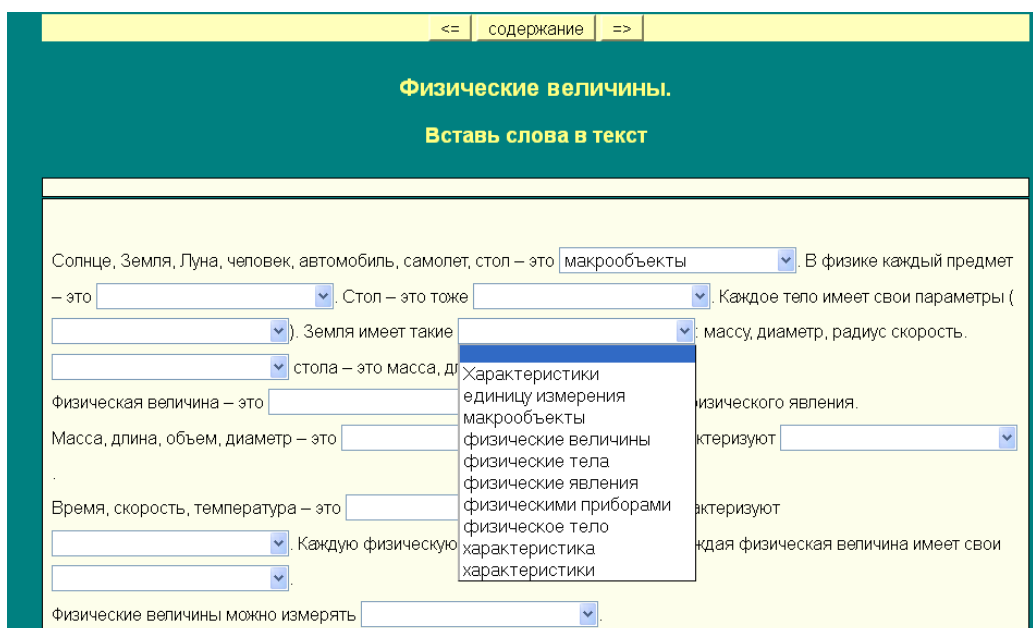 <= содержание =>
Физические величины.
Вставь слова в текст
Солнце, Земля, Луна, человек, автомобиль, самолет, стол – это макрообъекты . В физике каждый предмет
– это . Стол – это тоже . Каждое тело имеет свои параметры (
). Земля имеет такие : массу, диаметр, радиус скорость.
стола – это масса, дл
Характеристики
единицу измерения
макрообъекты
физические величины
физические тела
физические явления
физическими приборами
физическое тело
характеристика
характеристики
Физическая величина – это изического явления.
Масса, длина, объем, диаметр – это ктеризуют
.
Время, скорость, температура – это актеризуют
. Каждую физическую ждая физическая величина имеет свои
.
Физические величины можно измерять .